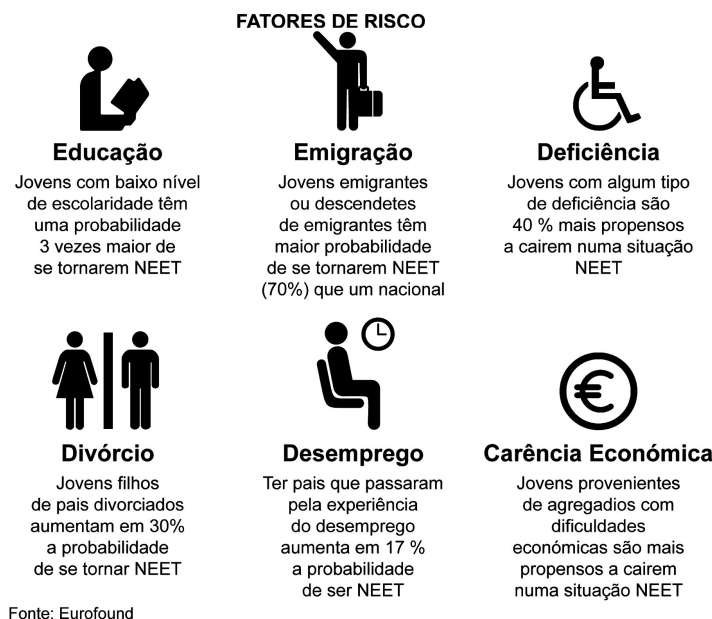 FATORES DE RISCO
Educação
Jovens com baixo nível
de escolaridade têm
uma probabilidade
3 vezes maior de
se tornarem NEET
Emigração
Jovens emigrantes
ou descendetes
de emigrantes têm
maior probabilidade
de se tornarem NEET
(70%) que um nacional
Deficiência
Jovens com algum tipo
de deficiência são
40 % mais propensos
a cairem numa situação
NEET
Divórcio
Jovens filhos
de pais divorciados
aumentam em 30%
a probabilidade
de se tornar NEET
Desemprego
Ter pais que passaram
pela experiência
do desemprego
aumenta em 17 %
a probabilidade
de ser NEET
Carência Económica
Jovens provenientes
de agregadios com
dificuldades
económicas são mais
propensos a cairem
numa situação NEET
Fonte: Eurofound